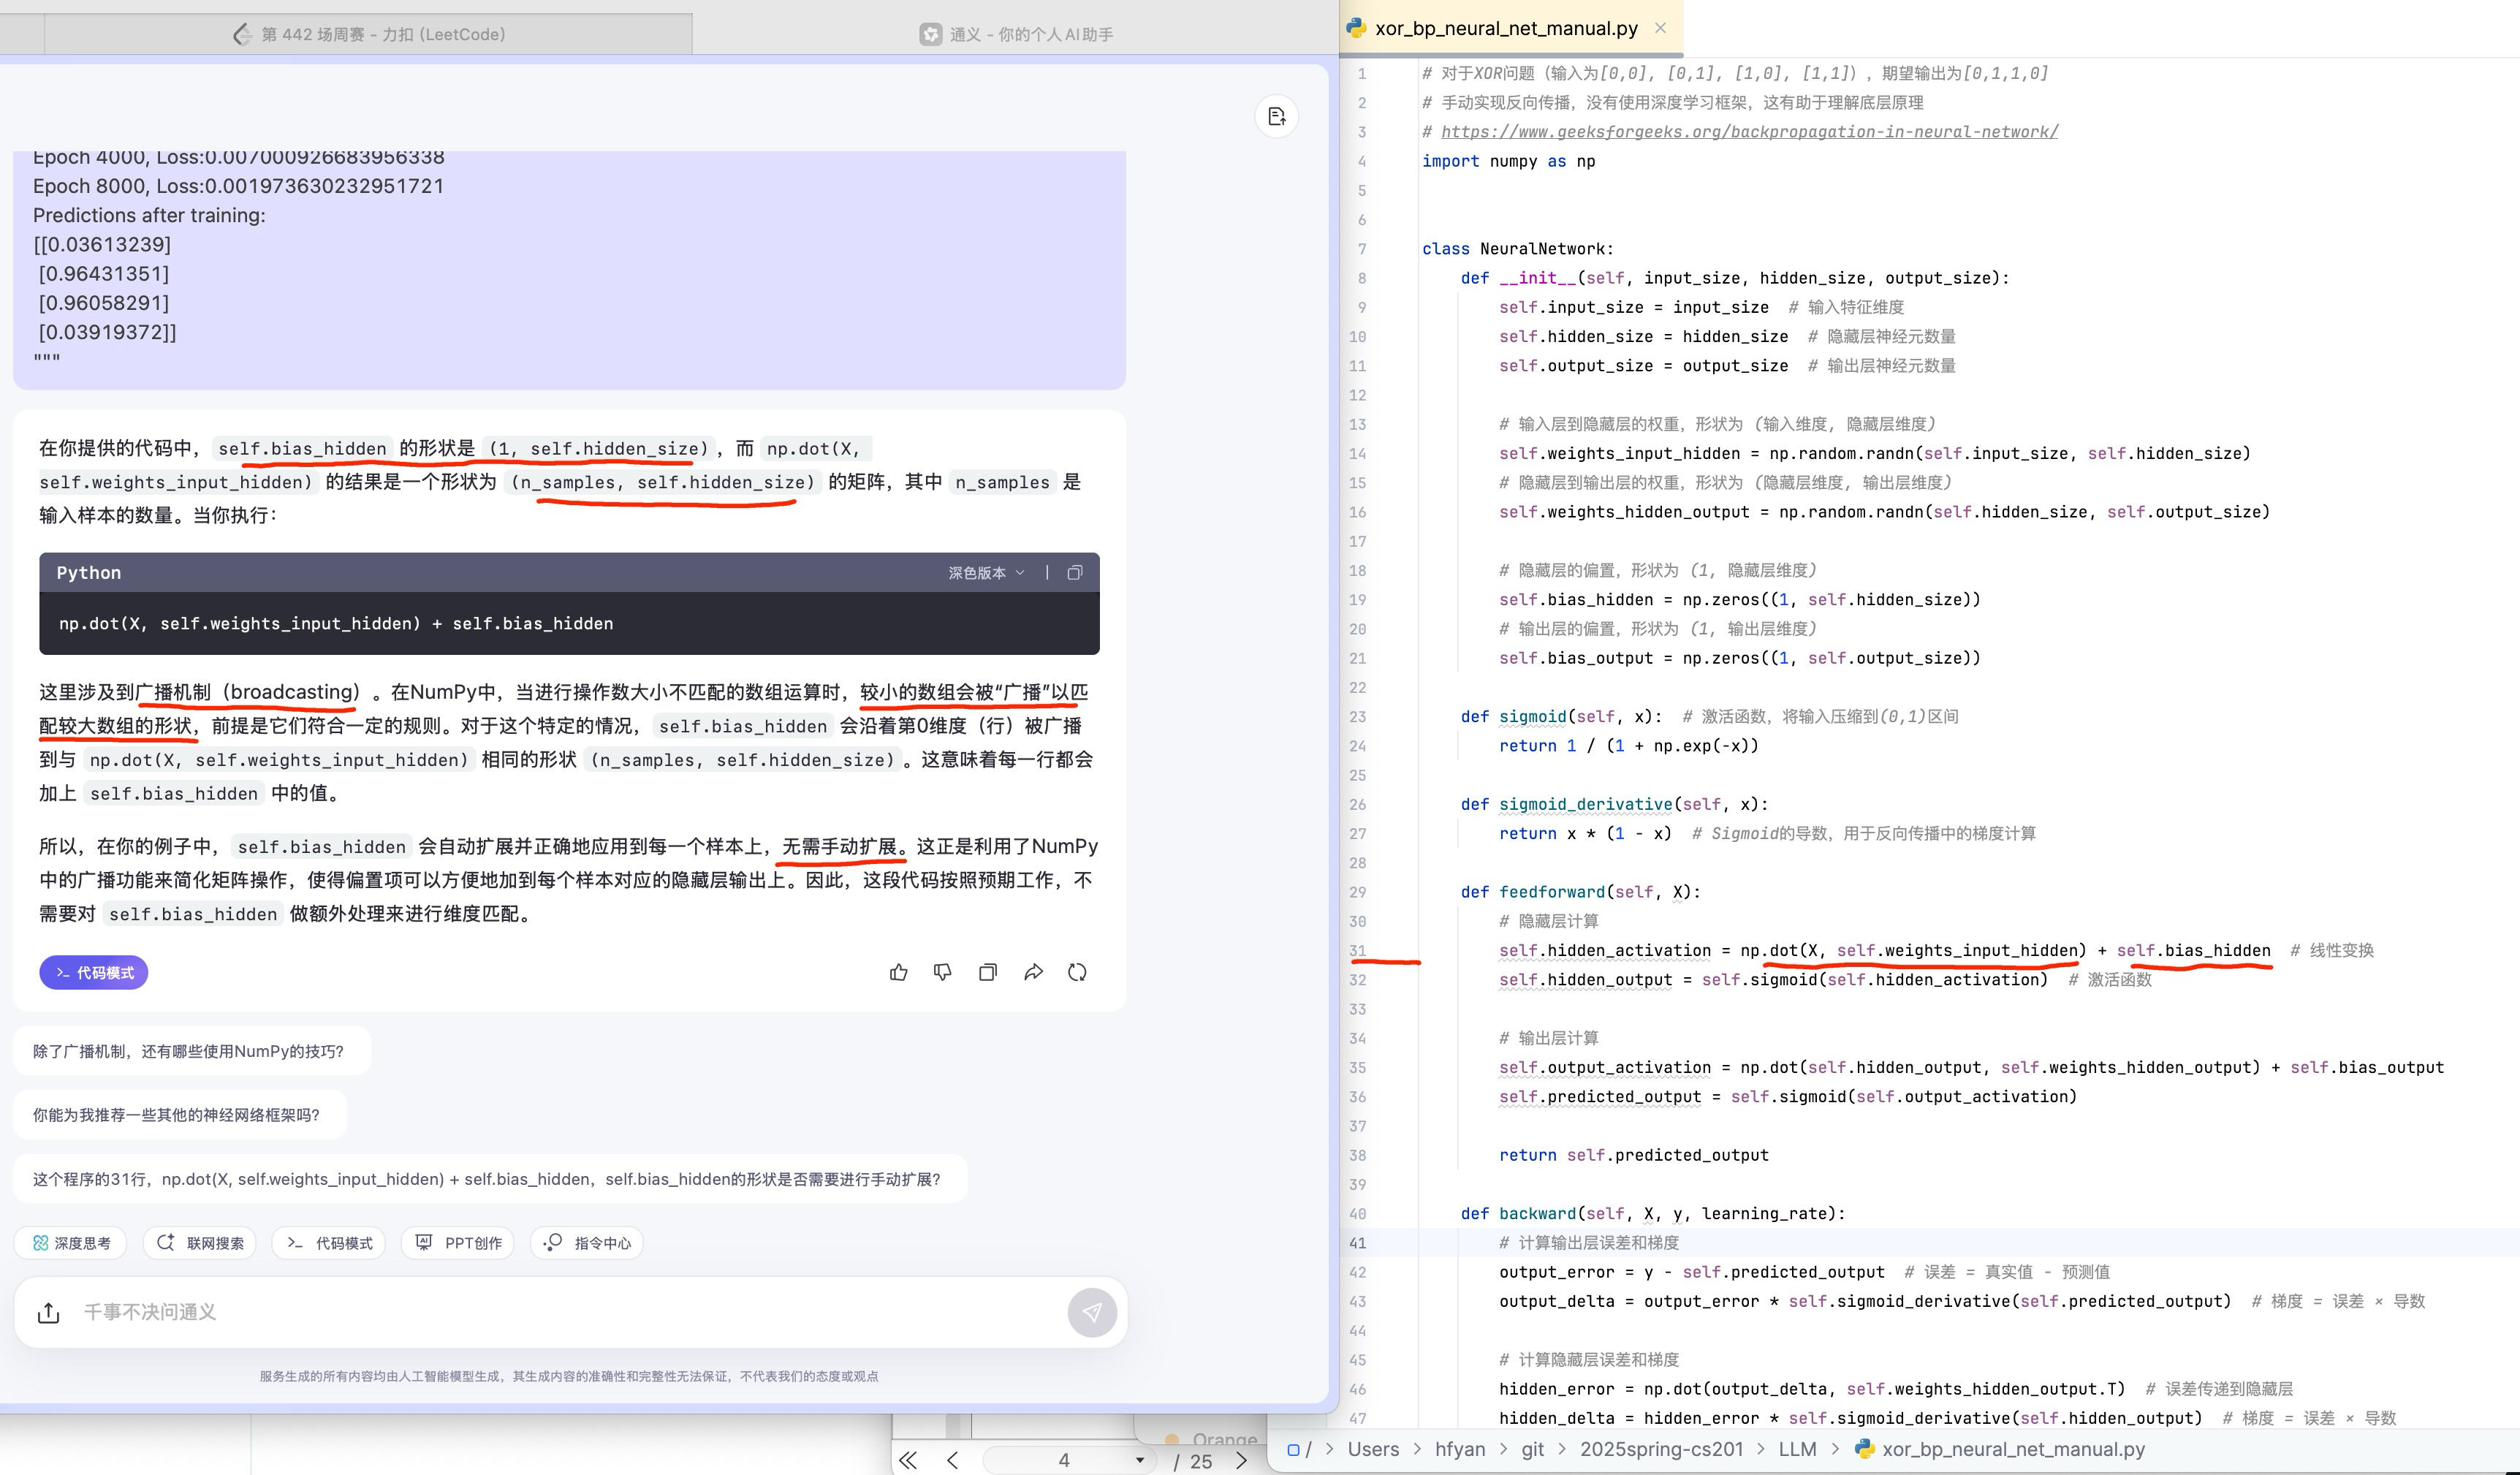 第 442 场周赛 - 力扣 (LeetCode)
通义 - 你的个人AI助手
Epoch 4000, Loss:0.007000926683956338
Epoch 8000, Loss:0.001973630232951721
Predictions after training:
[[0.03613239]
[0.96431351]
[0.96058291]
[0.03919372]]
"""
在你提供的代码中， self.bias_hidden 的形状是 (1, self.hidden_size) ，而 np.dot(X,
self.weights_input_hidden) 的结果是一个形状为 (n_samples, self.hidden_size) 的矩阵，其中 n_samples 是
输入样本的数量。当你执行：
Python
深色版本
np.dot(X, self.weights_input_hidden) + self.bias_hidden
这里涉及到广播机制（broadcasting）。在NumPy中，当进行操作数大小不匹配的数组运算时，较小的数组会被“广播”以匹
配较大数组的形状，前提是它们符合一定的规则。对于这个特定的情况， self.bias_hidden 会沿着第0维度（行）被广播
到与 np.dot(X, self.weights_input_hidden) 相同的形状 (n_samples, self.hidden_size) 。这意味着每一行都会
加上 self.bias_hidden 中的值。
所以，在你的例子中， self.bias_hidden 会自动扩展并正确地应用到每一个样本上，无需手动扩展。这正是利用了NumPy
中的广播功能来简化矩阵操作，使得偏置项可以方便地加到每个样本对应的隐藏层输出上。因此，这段代码按照预期工作，不
需要对 self.bias_hidden 做额外处理来进行维度匹配。
代码模式
除了广播机制，还有哪些使用NumPy的技巧？
你能为我推荐一些其他的神经网络框架吗？
这个程序的31行，np.dot(X, self.weights_input_hidden) + self.bias_hidden，self.bias_hidden的形状是否需要进行手动扩展？
深度思考
联网搜索
代码模式
PPT创作
指令中心
千事不决问通义
服务生成的所有内容均由人工智能模型生成，其生成内容的准确性和完整性无法保证，不代表我们的态度或观点
Orange
4 / 25
xor_bp_neural_net_manual.py
1 # 对于XOR问题（输入为[0,0], [0,1], [1,0], [1,1]），期望输出为[0,1,1,0]
2 # 手动实现反向传播，没有使用深度学习框架，这有助于理解底层原理
3 # https://www.geeksforgeeks.org/backpropagation-in-neural-network/
4 import numpy as np
5
6
7 class NeuralNetwork:
8 def __init__(self, input_size, hidden_size, output_size):
9 self.input_size = input_size # 输入特征维度
10 self.hidden_size = hidden_size # 隐藏层神经元数量
11 self.output_size = output_size # 输出层神经元数量
12
13 # 输入层到隐藏层的权重，形状为 (输入维度, 隐藏层维度)
14 self.weights_input_hidden = np.random.randn(self.input_size, self.hidden_size)
15 # 隐藏层到输出层的权重，形状为 (隐藏层维度, 输出层维度)
16 self.weights_hidden_output = np.random.randn(self.hidden_size, self.output_size)
17
18 # 隐藏层的偏置，形状为 (1, 隐藏层维度)
19 self.bias_hidden = np.zeros((1, self.hidden_size))
20 # 输出层的偏置，形状为 (1, 输出层维度)
21 self.bias_output = np.zeros((1, self.output_size))
22
23 def sigmoid(self, x): # 激活函数，将输入压缩到(0,1)区间
24 return 1 / (1 + np.exp(-x))
25
26 def sigmoid_derivative(self, x):
27 return x * (1 - x) # Sigmoid的导数，用于反向传播中的梯度计算
28
29 def feedforward(self, X):
30 # 隐藏层计算
31 self.hidden_activation = np.dot(X, self.weights_input_hidden) + self.bias_hidden # 线性变换
32 self.hidden_output = self.sigmoid(self.hidden_activation) # 激活函数
33
34 # 输出层计算
35 self.output_activation = np.dot(self.hidden_output, self.weights_hidden_output) + self.bias_output
36 self.predicted_output = self.sigmoid(self.output_activation)
37
38 return self.predicted_output
39
40 def backward(self, X, y, learning_rate):
41 # 计算输出层误差和梯度
42 output_error = y - self.predicted_output # 误差 = 真实值 - 预测值
43 output_delta = output_error * self.sigmoid_derivative(self.predicted_output) # 梯度 = 误差 × 导数
44
45 # 计算隐藏层误差和梯度
46 hidden_error = np.dot(output_delta, self.weights_hidden_output.T) # 误差传递到隐藏层
47 hidden_delta = hidden_error * self.sigmoid_derivative(self.hidden_output) # 梯度 = 误差 × 导数
/ > Users > hfyan > git > 2025spring-cs201 > LLM > xor_bp_neural_net_manual.py